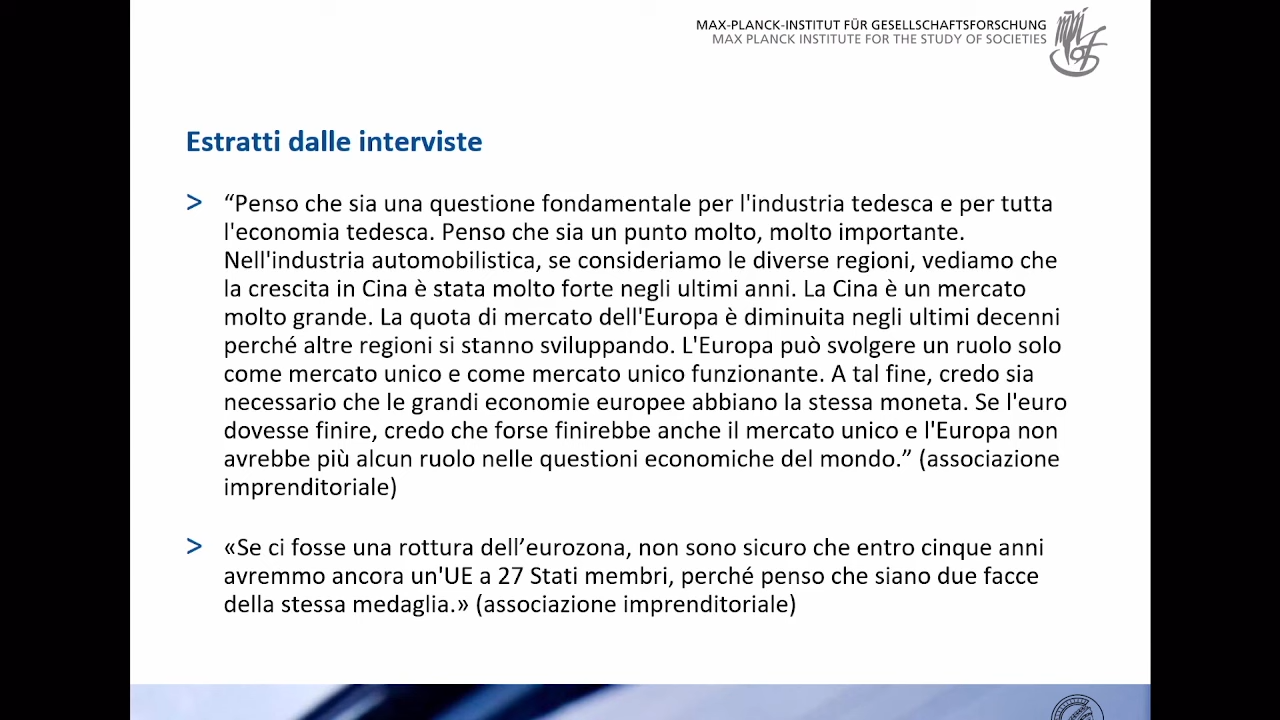 MAX-PLANCK-INSTITUT FÜR GESELLSCHAFTSFORSCHUNG
MAX PLANCK INSTITUTE FOR THE STUDY OF SOCIETIES
Estratti dalle interviste
> “Penso che sia una questione fondamentale per l'industria tedesca e per tutta
l'economia tedesca. Penso che sia un punto molto, molto importante.
Nell'industria automobilistica, se consideriamo le diverse regioni, vediamo che
la crescita in Cina è stata molto forte negli ultimi anni. La Cina è un mercato
molto grande. La quota di mercato dell'Europa è diminuita negli ultimi decenni
perché altre regioni si stanno sviluppando. L'Europa può svolgere un ruolo solo
come mercato unico e come mercato unico funzionante. A tal fine, credo sia
necessario che le grandi economie europee abbiano la stessa moneta. Se l'euro
dovesse finire, credo che forse finirebbe anche il mercato unico e l'Europa non
avrebbe più alcun ruolo nelle questioni economiche del mondo.” (associazione
imprenditoriale)
> «Se ci fosse una rottura dell’eurozona, non sono sicuro che entro cinque anni
avremmo ancora un'UE a 27 Stati membri, perché penso che siano due facce
della stessa medaglia.» (associazione imprenditoriale)